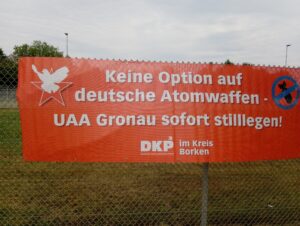 Keine Option auf
deutsche Atomwaffen -
UAA Gronau sofort stilllegen!
DKP im Kreis
Borken